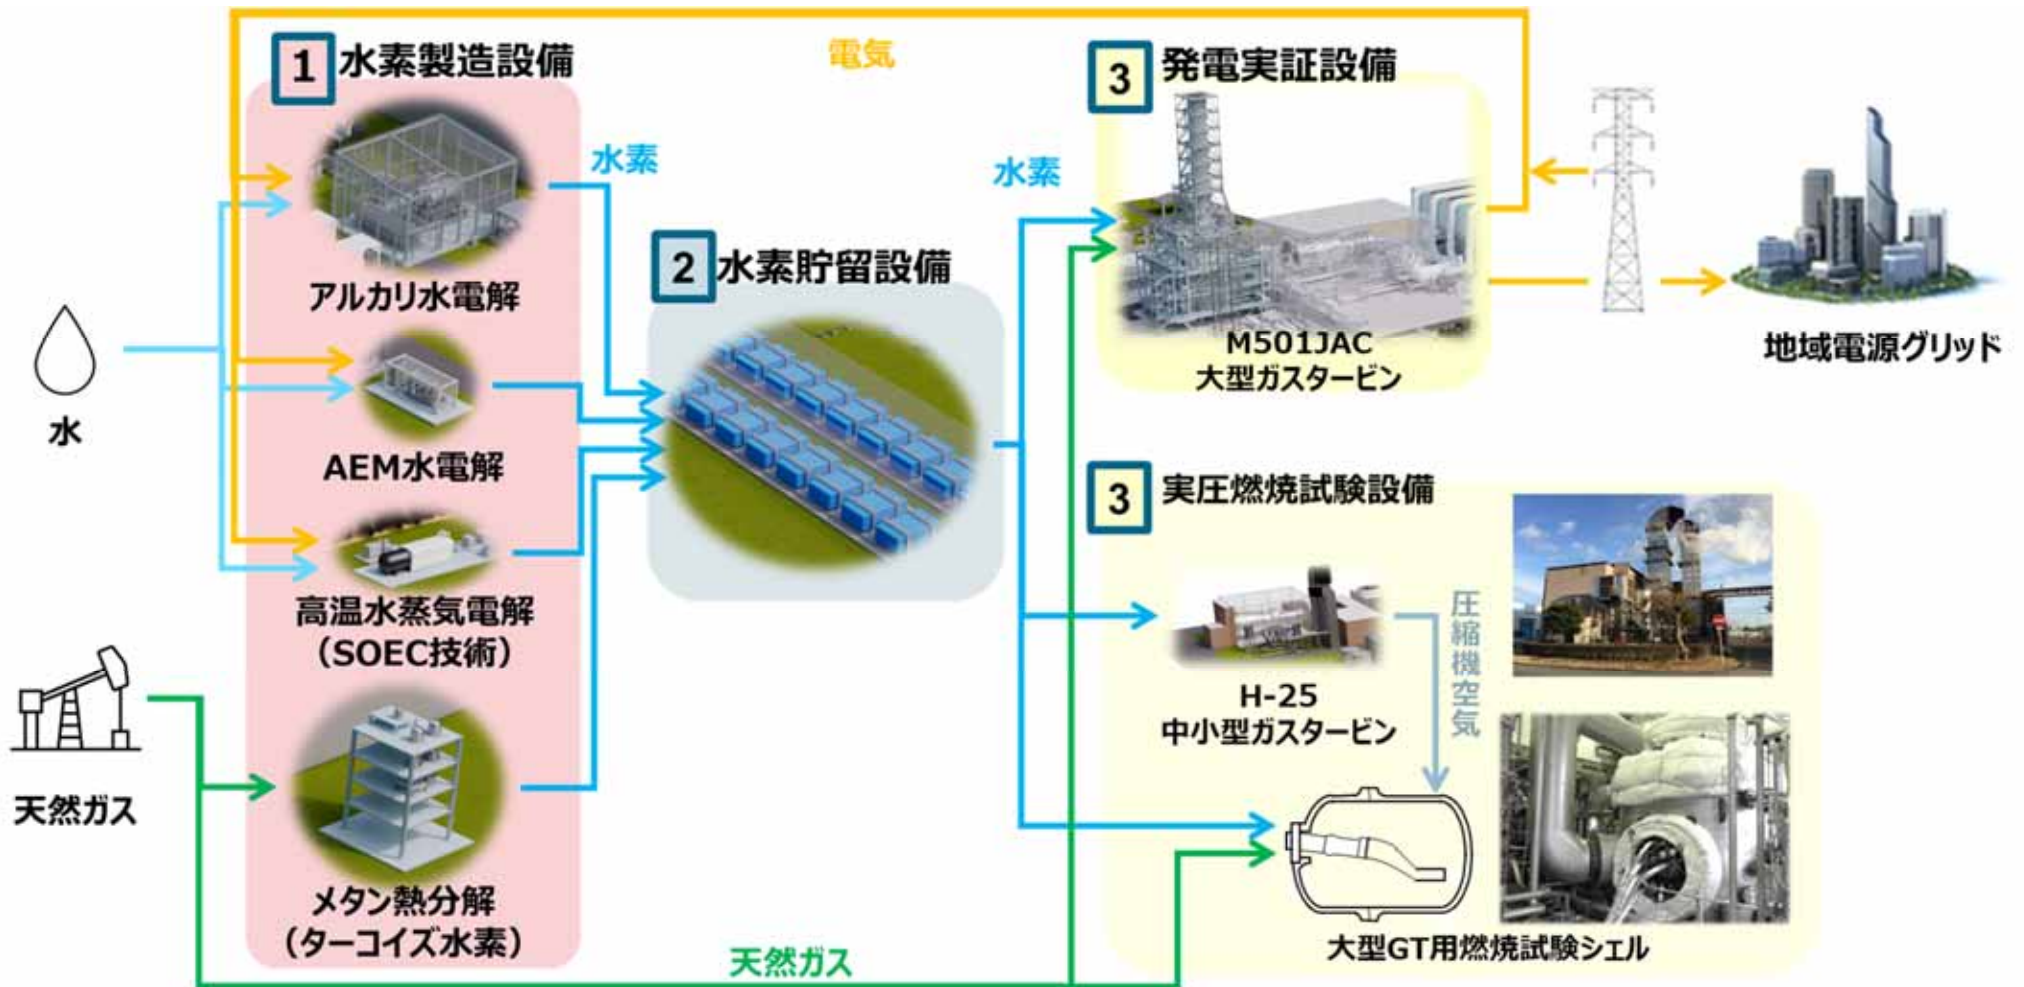 電気
1 水素製造設備
アルカリ水電解
AEM水電解
高温水蒸気電解
（SOEC技術）
メタン熱分解
（ターコイズ水素）
水
天然ガス
水素
2 水素貯留設備
水素
3 発電実証設備
M501JAC
大型ガスタービン
地域電源グリッド
3 実圧燃焼試験設備
H-25
中小型ガスタービン
圧縮機空気
大型GT用燃焼試験シェル
天然ガス